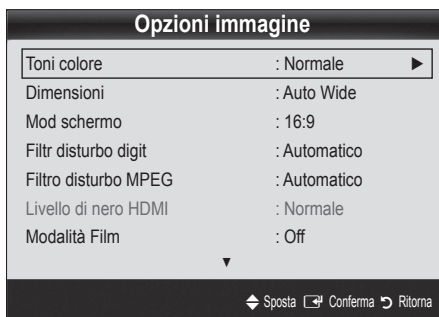 Opzioni immagine
Toni colore : Normale ►
Dimensioni : Auto Wide
Mod schermo : 16:9
Filtr disturbo digit : Automatico
Filtro disturbo MPEG : Automatico
Livello di nero HDMI : Normale
Modalità Film : Off
▼
Sposta Conferma Ritorna